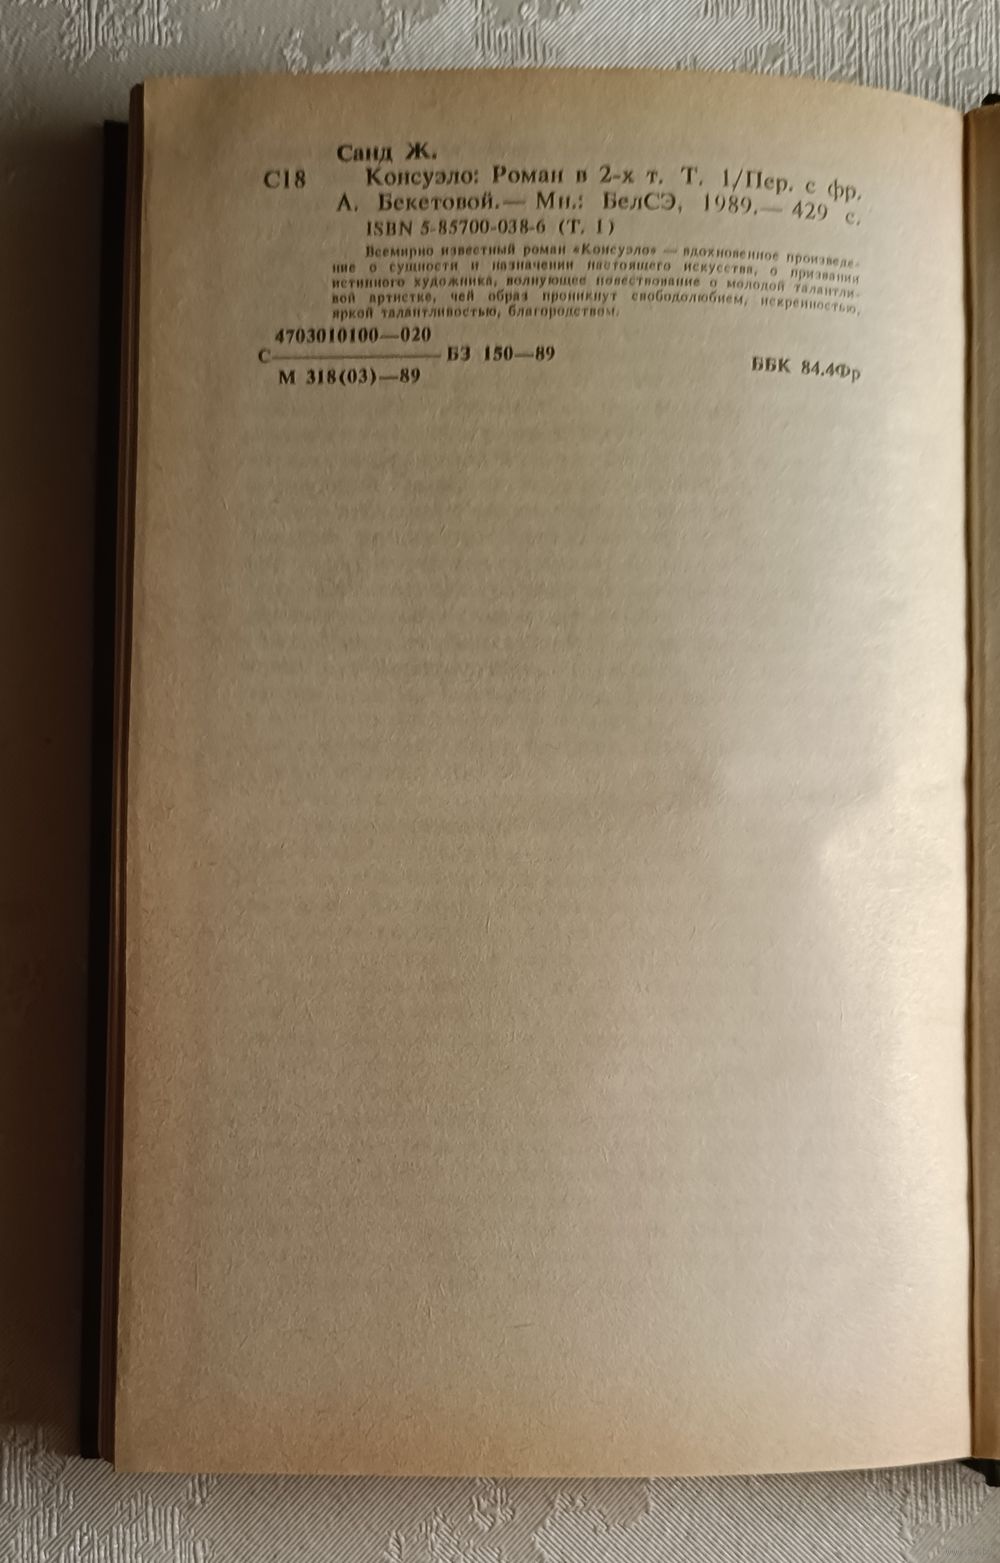 Санд Ж.
С18 Консуэло: Роман в 2-х т. Т. 1/Пер. с фр.
А. Бекетовой.— Мн.: БелСЭ, 1989.— 429 с.
ISBN 5-85700-038-6 (Т. 1)
Всемирно известный роман «Консуэло» — вдохновенное произведе-
ние о сущности и назначении настоящего искусства, о призвании
истинного художника, волнующее повествование о молодой талантли-
вой артистке, чей образ проникнут свободолюбием, искренностью,
яркой талантливостью, благородством.
4703010100—020
С БЗ 150—89
М 318(03)—89
ББК 84.4Фр